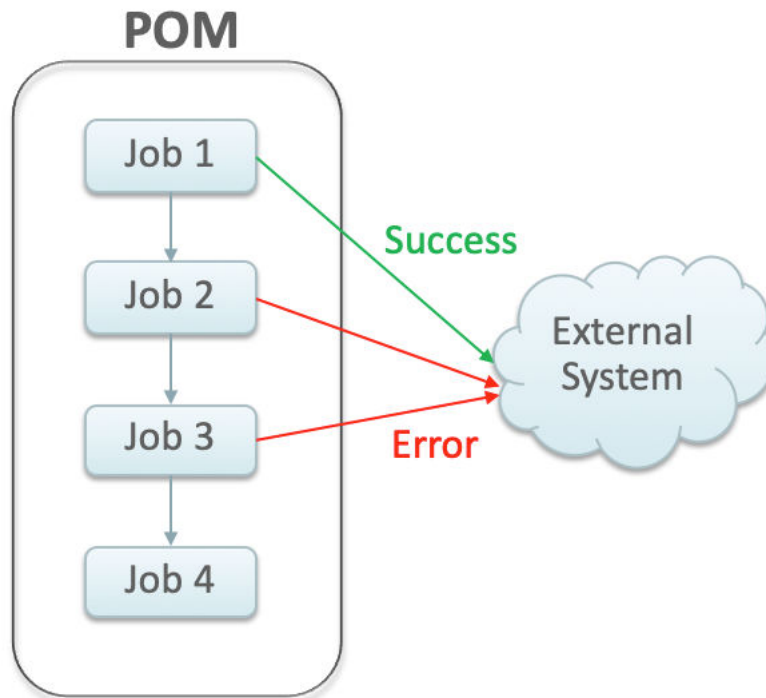 POM
Job 1
Success
Job 2
External
System
Job 3
Error
Job 4